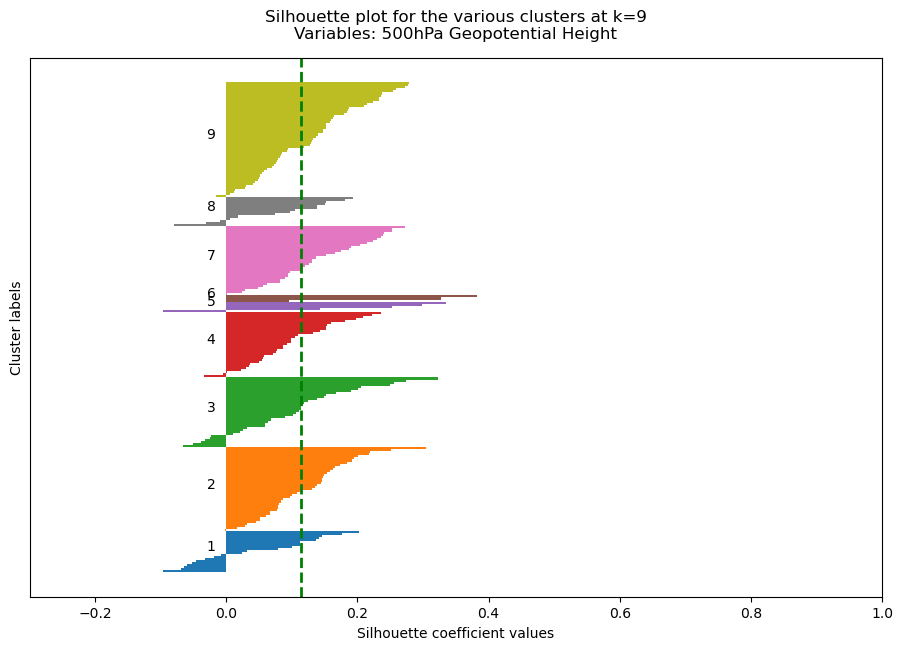 Silhouette plot for the various clusters at k=9
Variables: 500hPa Geopotential Height
Cluster labels
9
8
7
6
5
4
3
2
1
−0.2 0.0 0.2 0.4 0.6 0.8 1.0
Silhouette coefficient values